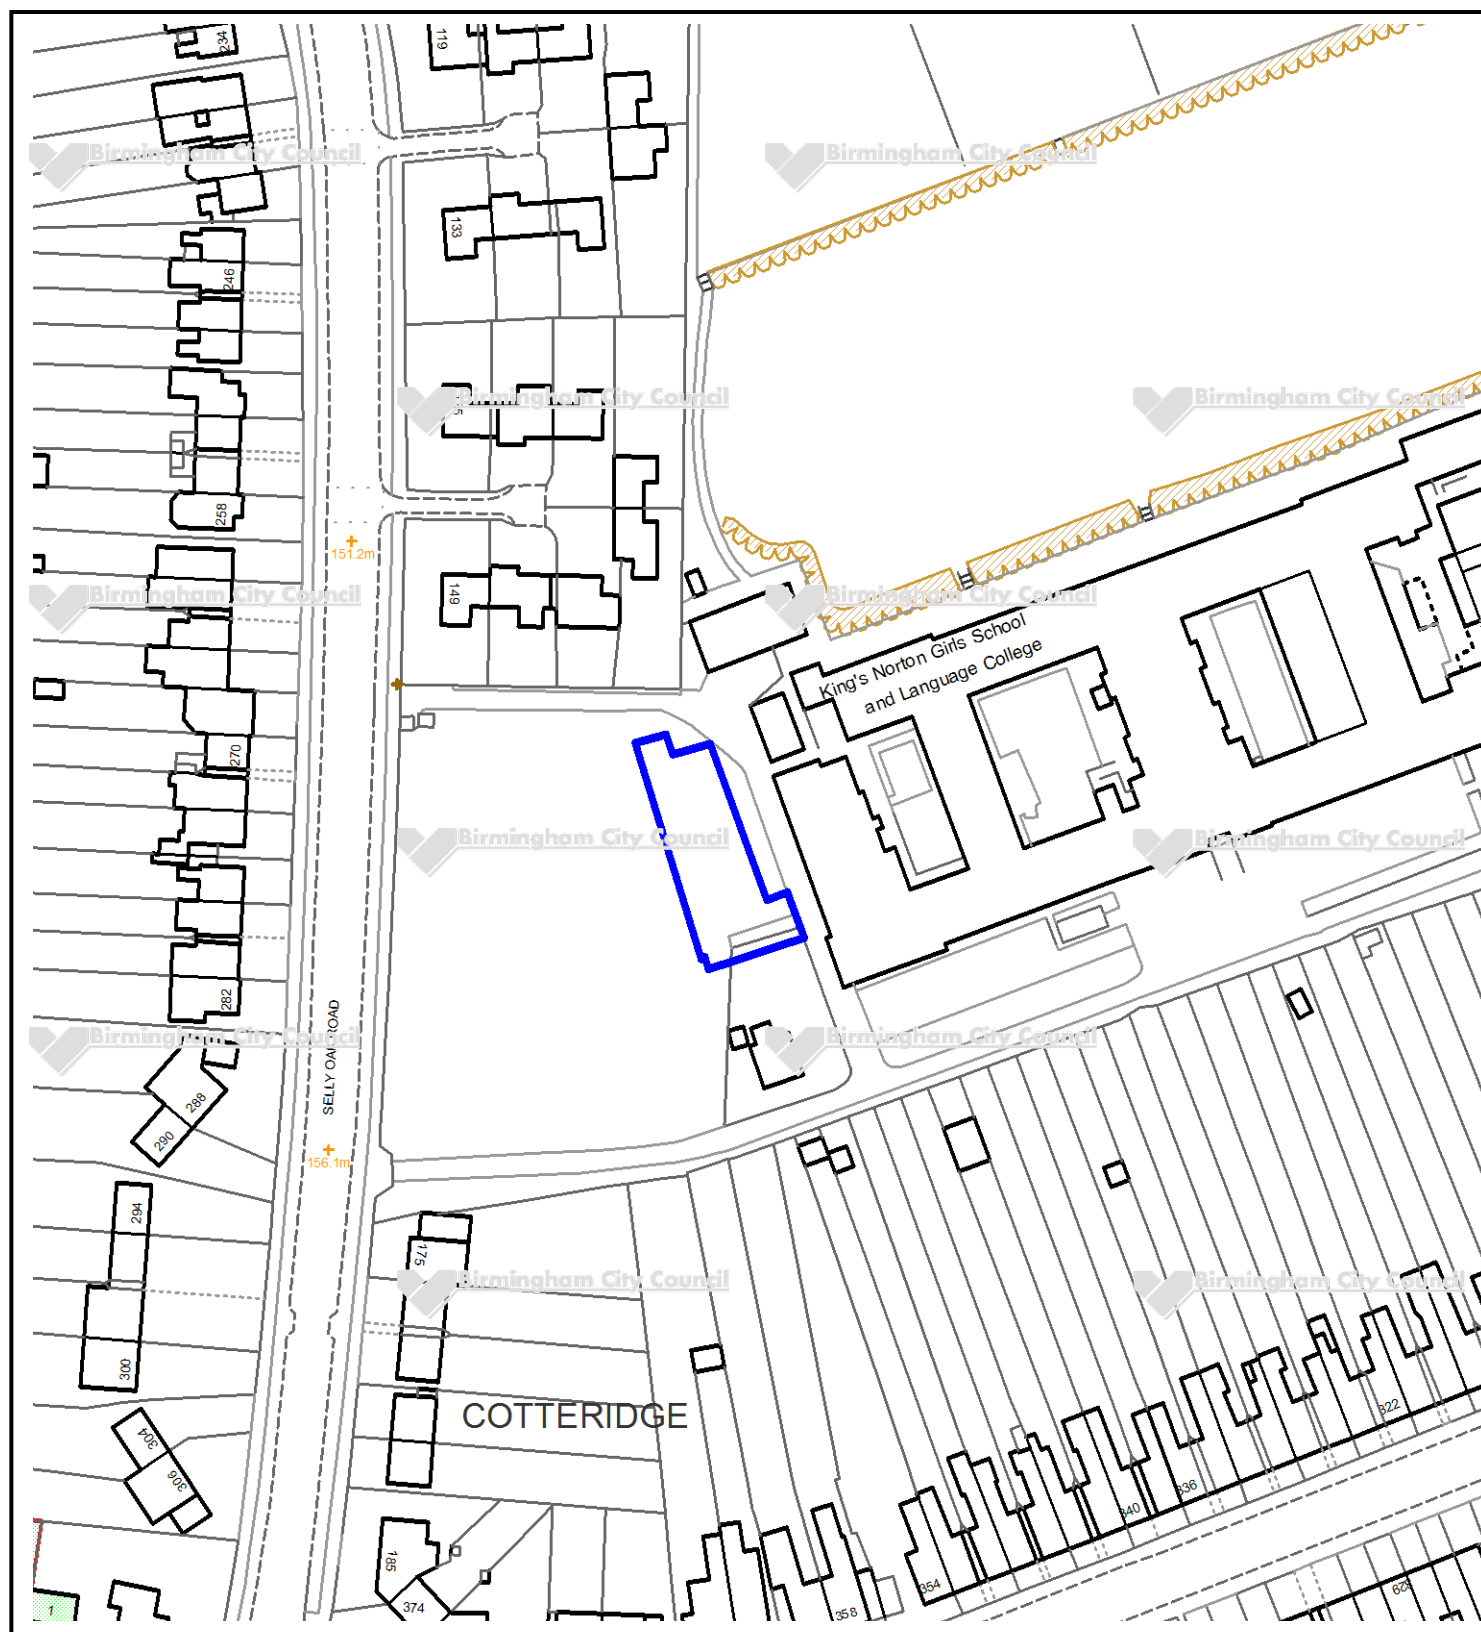 234
119
Birmingham City Council
Birmingham City Council
133
246
Birmingham City Council
Birmingham City Council
258
151.2m
149
Birmingham City Council
Birmingham City Council
King's Norton Girls School
and Language College
270
Birmingham City Council
Birmingham City Council
282
SELLY OAK ROAD
Birmingham City Council
Birmingham City Council
288
290
156.1m
294
175
Birmingham City Council
Birmingham City Council
300
COTTERIDGE
304
306
322
336
340
185
354
358
374
329
1